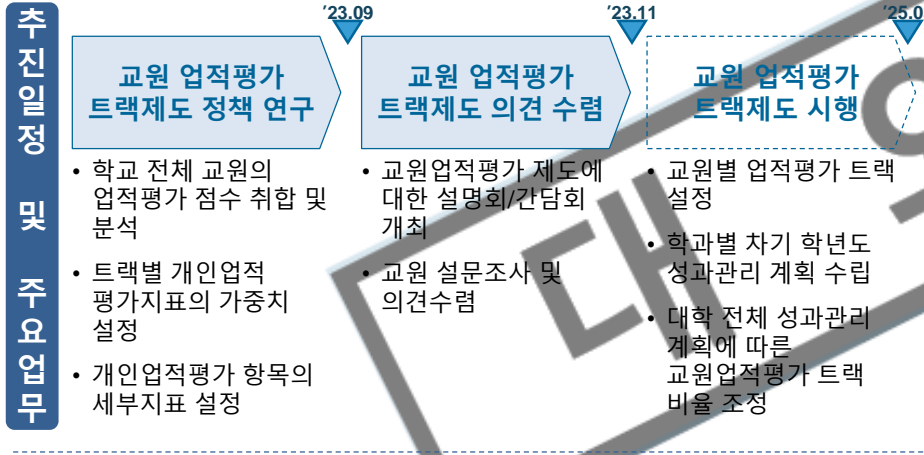 추진일정 및 주요업무
'23.09
'23.11
'25.0
교원 업적평가
트랙제도 정책 연구
교원 업적평가
트랙제도 의견 수렴
교원 업적평가
트랙제도 시행
• 학교 전체 교원의
업적평가 점수 취합 및
분석
• 트랙별 개인업적
평가지표의 가중치
설정
• 개인업적평가 항목의
세부지표 설정
• 교원업적평가 제도에
대한 설명회/간담회
개최
• 교원 설문조사 및
의견수렴
• 교원별 업적평가 트랙
설정
• 학과별 차기 학년도
성과관리 계획 수립
• 대학 전체 성과관리
계획에 따른
교원업적평가 트랙
비율 조정
대